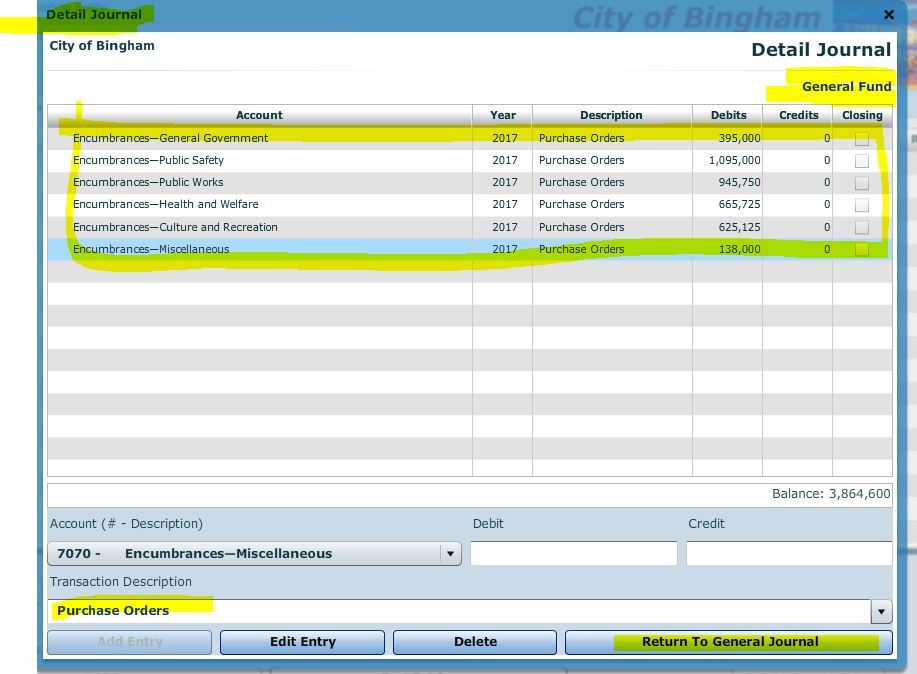 Detail Journal
City of Bingham
City of Bingham
Detail Journal
General Fund
Account Year Description Debits Credits Closing
Encumbrances—General Government 2017 Purchase Orders 395,000 0
Encumbrances—Public Safety 2017 Purchase Orders 1,095,000 0
Encumbrances—Public Works 2017 Purchase Orders 945,750 0
Encumbrances—Health and Welfare 2017 Purchase Orders 665,725 0
Encumbrances—Culture and Recreation 2017 Purchase Orders 625,125 0
Encumbrances—Miscellaneous 2017 Purchase Orders 138,000 0
Balance: 3,864,600
Account (# - Description) Debit Credit
7070 - Encumbrances—Miscellaneous
Transaction Description
Purchase Orders
Add Entry Edit Entry Delete Return To General Journal